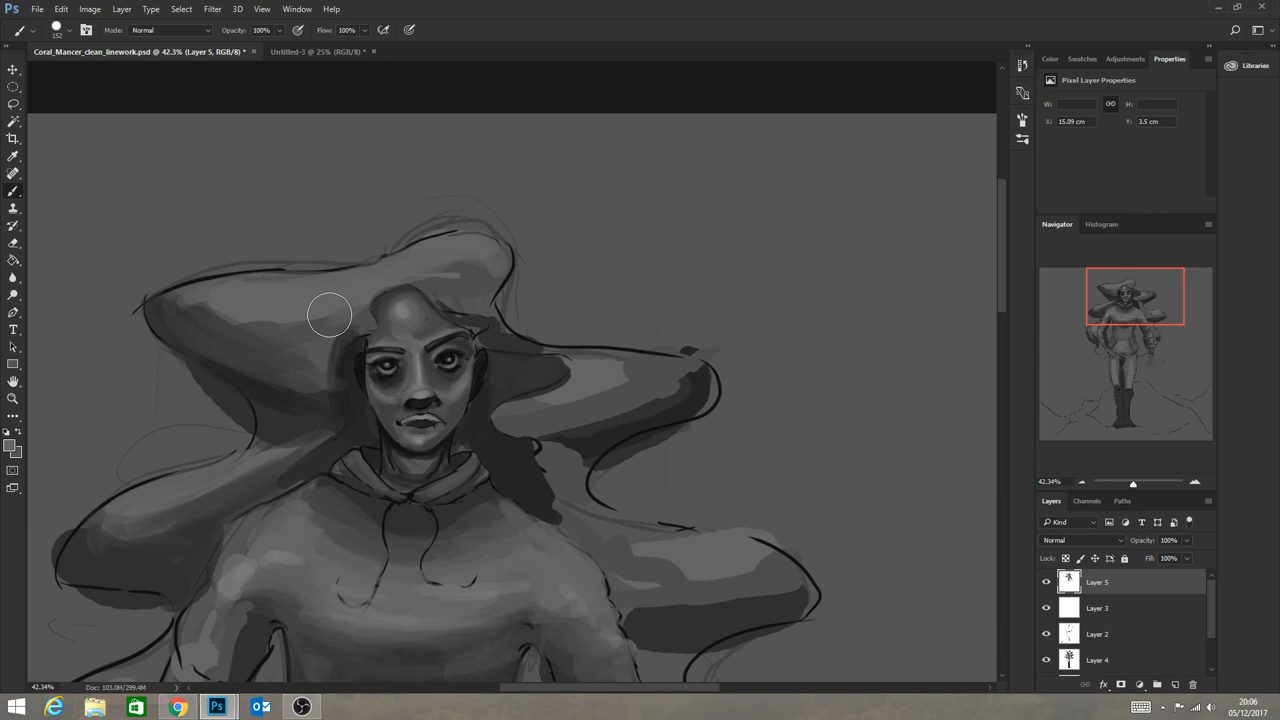 Ps File Edit Image Layer Type Select Filter 3D View Window Help
152 Mode: Normal Opacity: 100% Flow: 100%
Coral_Mancer_clean_linework.psd @ 42.3% (Layer 5, RGB/8) * × Untitled-3 @ 25% (RGB/8) * ×
Color Swatches Adjustments Properties
Libraries
Pixel Layer Properties
W: H:
X: 15.09 cm Y: 3.5 cm
Navigator Histogram
42.34%
Layers Channels Paths
Kind
Normal Opacity: 100%
Lock: Fill: 100%
Layer 5
Layer 3
Layer 2
Layer 4
42.34% Doc: 103.0M/299.4M
Ps
20:06
05/12/2017